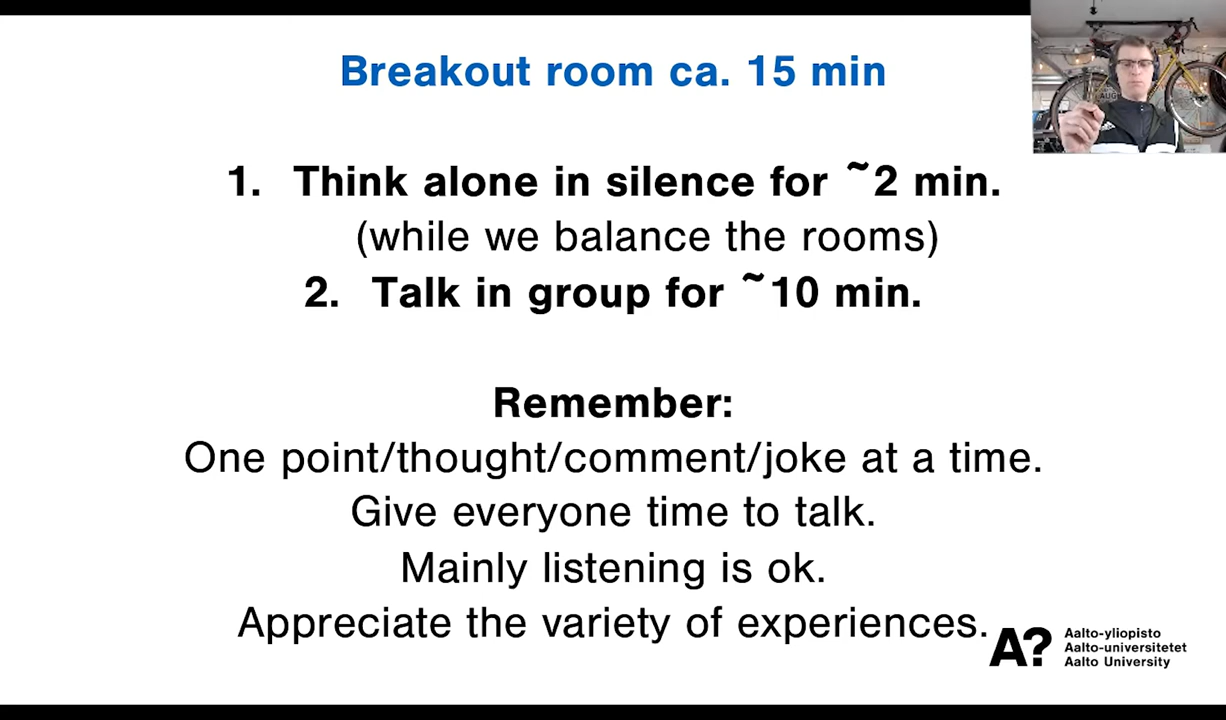 Breakout room ca. 15 min
1. Think alone in silence for ~2 min.
(while we balance the rooms)
2. Talk in group for ~10 min.
Remember:
One point/thought/comment/joke at a time.
Give everyone time to talk.
Mainly listening is ok.
Appreciate the variety of experiences.
A?
Aalto-yliopisto
Aalto-universitetet
Aalto University